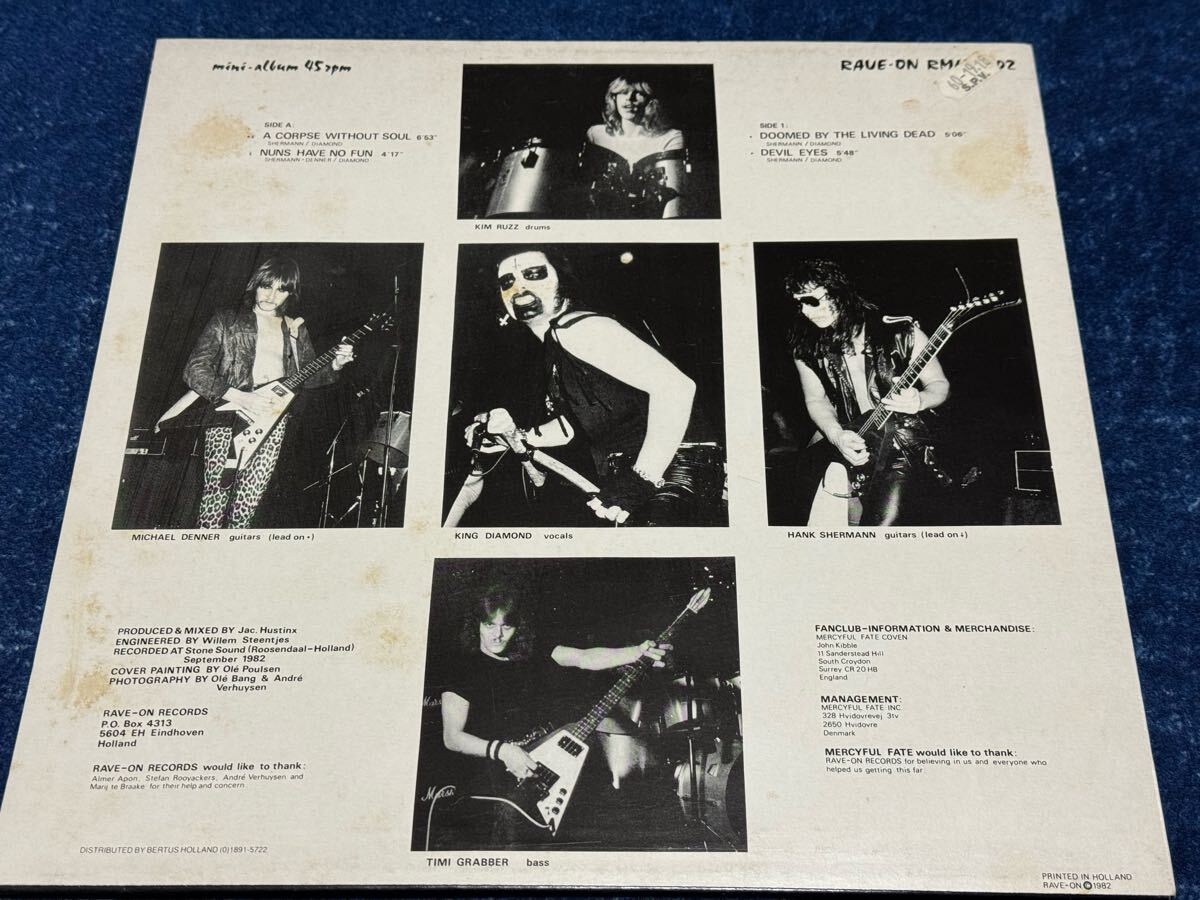 mini-album 45rpm
RAVE-ON
S.P.V.
SIDE A:
A CORPSE WITHOUT SOUL 6'53"
SHERMANN / DIAMOND
NUNS HAVE NO FUN 4'17"
SHERMANN-DENNER / DIAMOND
SIDE 1:
DOOMED BY THE LIVING DEAD 5'06"
SHERMANN / DIAMOND
DEVIL EYES 5'48"
SHERMANN / DIAMOND
KIM RUZZ drums
MICHAEL DENNER guitars (lead on •)
KING DIAMOND vocals
HANK SHERMANN guitars (lead on ↓)
PRODUCED & MIXED BY Jac. Hustinx
ENGINEERED BY Willem Steentjes
RECORDED AT Stone Sound (Roosendaal-Holland)
September 1982
COVER PAINTING BY Olé Poulsen
PHOTOGRAPHY BY Olé Bang & André
Verhuysen
RAVE-ON RECORDS
P.O. Box 4313
5604 EH Eindhoven
Holland
RAVE-ON RECORDS would like to thank:
Almer Apon, Stefan Rooyackers, André Verhuysen and
Marij te Braake for their help and concern
DISTRIBUTED BY BERTUS HOLLAND (0)1891-5722
TIMI GRABBER bass
FANCLUB-INFORMATION & MERCHANDISE:
MERCYFUL FATE COVEN
John Kibble
11 Sanderstead Hill
South Croydon
Surrey CR 20 HB
England
MANAGEMENT:
MERCYFUL FATE INC.
328 Hvidovrevej 3tv
2650 Hvidovre
Denmark
MERCYFUL FATE would like to thank:
RAVE-ON RECORDS for believing in us and everyone who
helped us getting this far.
PRINTED IN HOLLAND
RAVE-ON © 1982